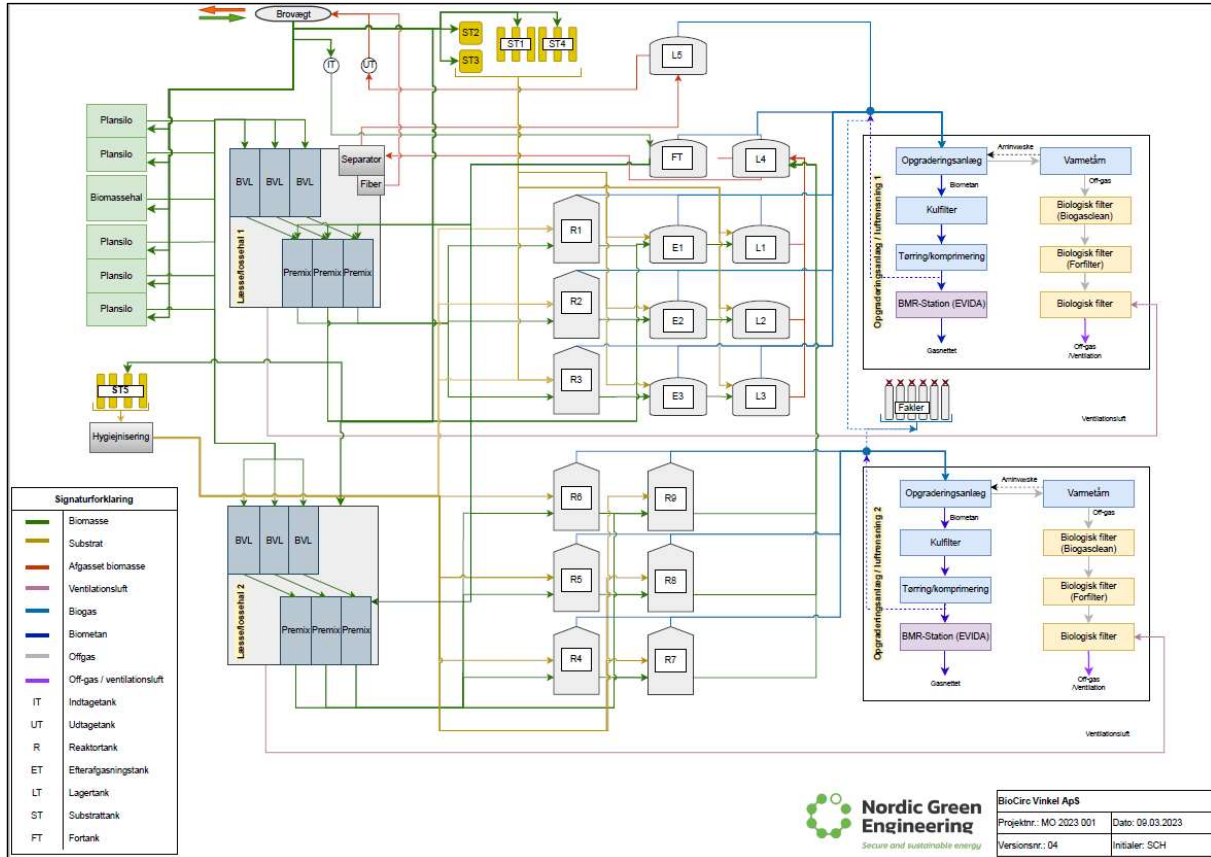 Brovægt
IT
UT
ST2
ST3
ST1
ST4
L5
Plansilo
Plansilo
Biomassehal
Plansilo
Plansilo
Plansilo
Læsse/lossehal 1
BVL
BVL
BVL
Separator
Fiber
Premix
Premix
Premix
FT
L4
R1
E1
L1
R2
E2
L2
R3
E3
L3
Opgraderingsanlæg / luftrensning 1
Opgraderingsanlæg
Aminvæske
Varmetårn
Biometan
Off-gas
Kulfilter
Biologisk filter
(Biogasclean)
Tørring/komprimering
Biologisk filter
(Forfilter)
BMR-Station (EVIDA)
Biologisk filter
Gasnettet
Off-gas
/Ventilation
Fakler
Ventilationsluft
ST5
Hygiejnisering
Læsse/lossehal 2
BVL
BVL
BVL
Premix
Premix
Premix
R6
R9
R5
R8
R4
R7
Opgraderingsanlæg / luftrensning 2
Opgraderingsanlæg
Aminvæske
Varmetårn
Biometan
Off-gas
Kulfilter
Biologisk filter
(Biogasclean)
Tørring/komprimering
Biologisk filter
(Forfilter)
BMR-Station (EVIDA)
Biologisk filter
Gasnettet
Off-gas
/Ventilation
Ventilationsluft
Signaturforklaring
Biomasse
Substrat
Afgasset biomasse
Ventilationsluft
Biogas
Biometan
Offgas
Off-gas / ventilationsluft
IT Indtagetank
UT Udtagetank
R Reaktortank
ET Efterafgasningstank
LT Lagertank
ST Substrattank
FT Fortank
Nordic Green
Engineering
Secure and sustainable energy
BioCirc Vinkel ApS
Projektnr.: MO 2023 001 Dato: 09.03.2023
Versionsnr.: 04 Initialer: SCH